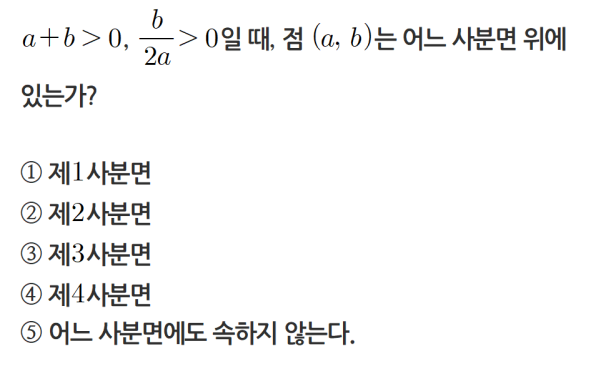 a+b>0, b/2a>0일 때, 점 (a, b)는 어느 사분면 위에
있는가?
① 제1사분면
② 제2사분면
③ 제3사분면
④ 제4사분면
⑤ 어느 사분면에도 속하지 않는다.